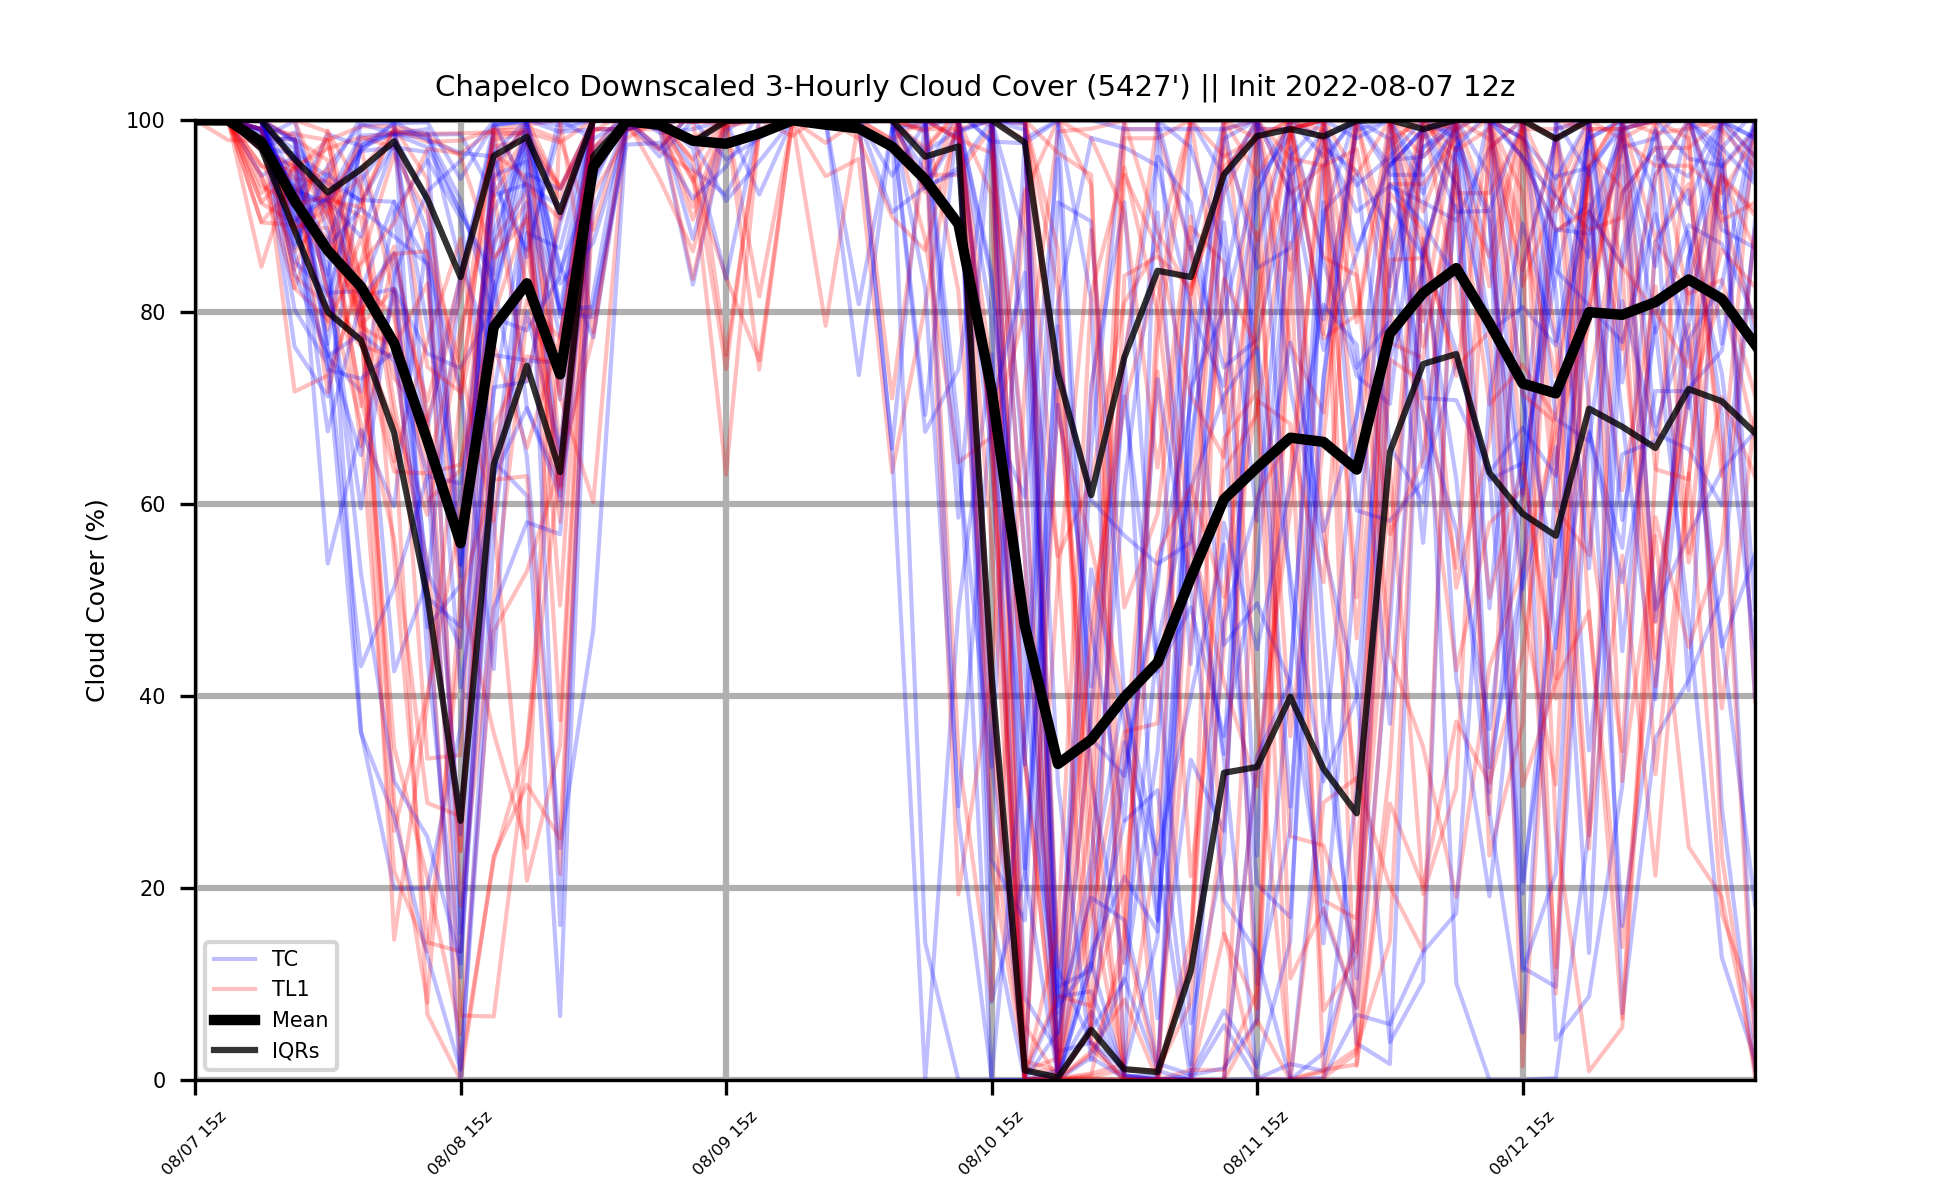 Chapelco Downscaled 3-Hourly Cloud Cover (5427') || Init 2022-08-07 12z
Cloud Cover (%)
100
80
60
40
20
0
TC
TL1
Mean
IQRs
08/07 15z
08/08 15z
08/09 15z
08/10 15z
08/11 15z
08/12 15z